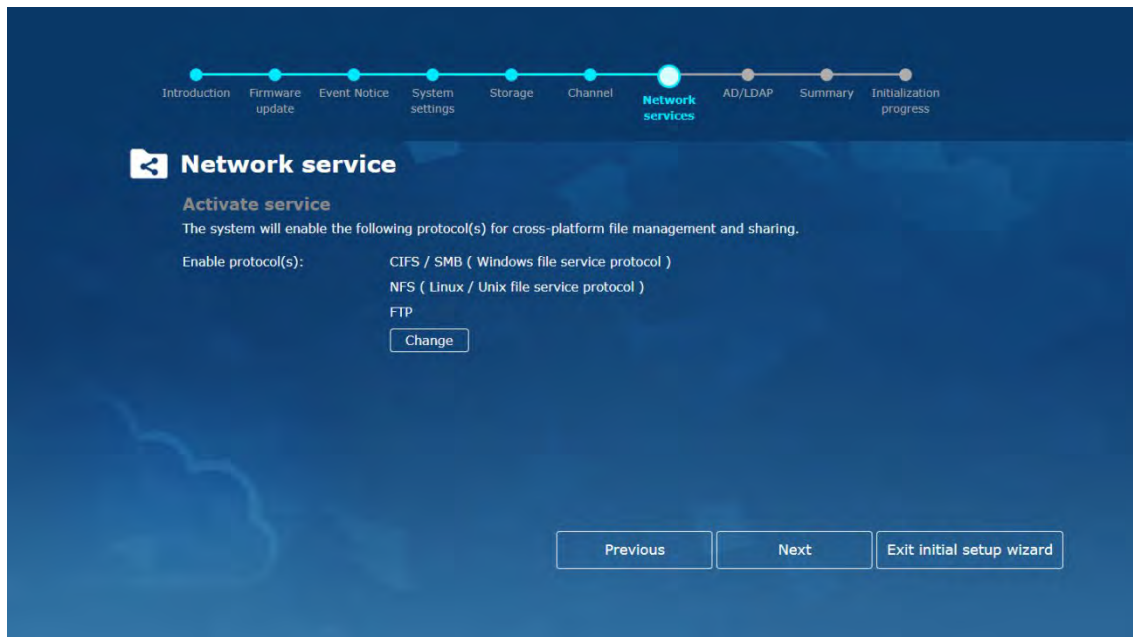 Introduction
Firmware
update
Event Notice
System
settings
Storage
Channel
Network
services
AD/LDAP
Summary
Initialization
progress
Network service
Activate service
The system will enable the following protocol(s) for cross-platform file management and sharing.
Enable protocol(s):
CIFS / SMB ( Windows file service protocol )
NFS ( Linux / Unix file service protocol )
FTP
Change
Previous
Next
Exit initial setup wizard